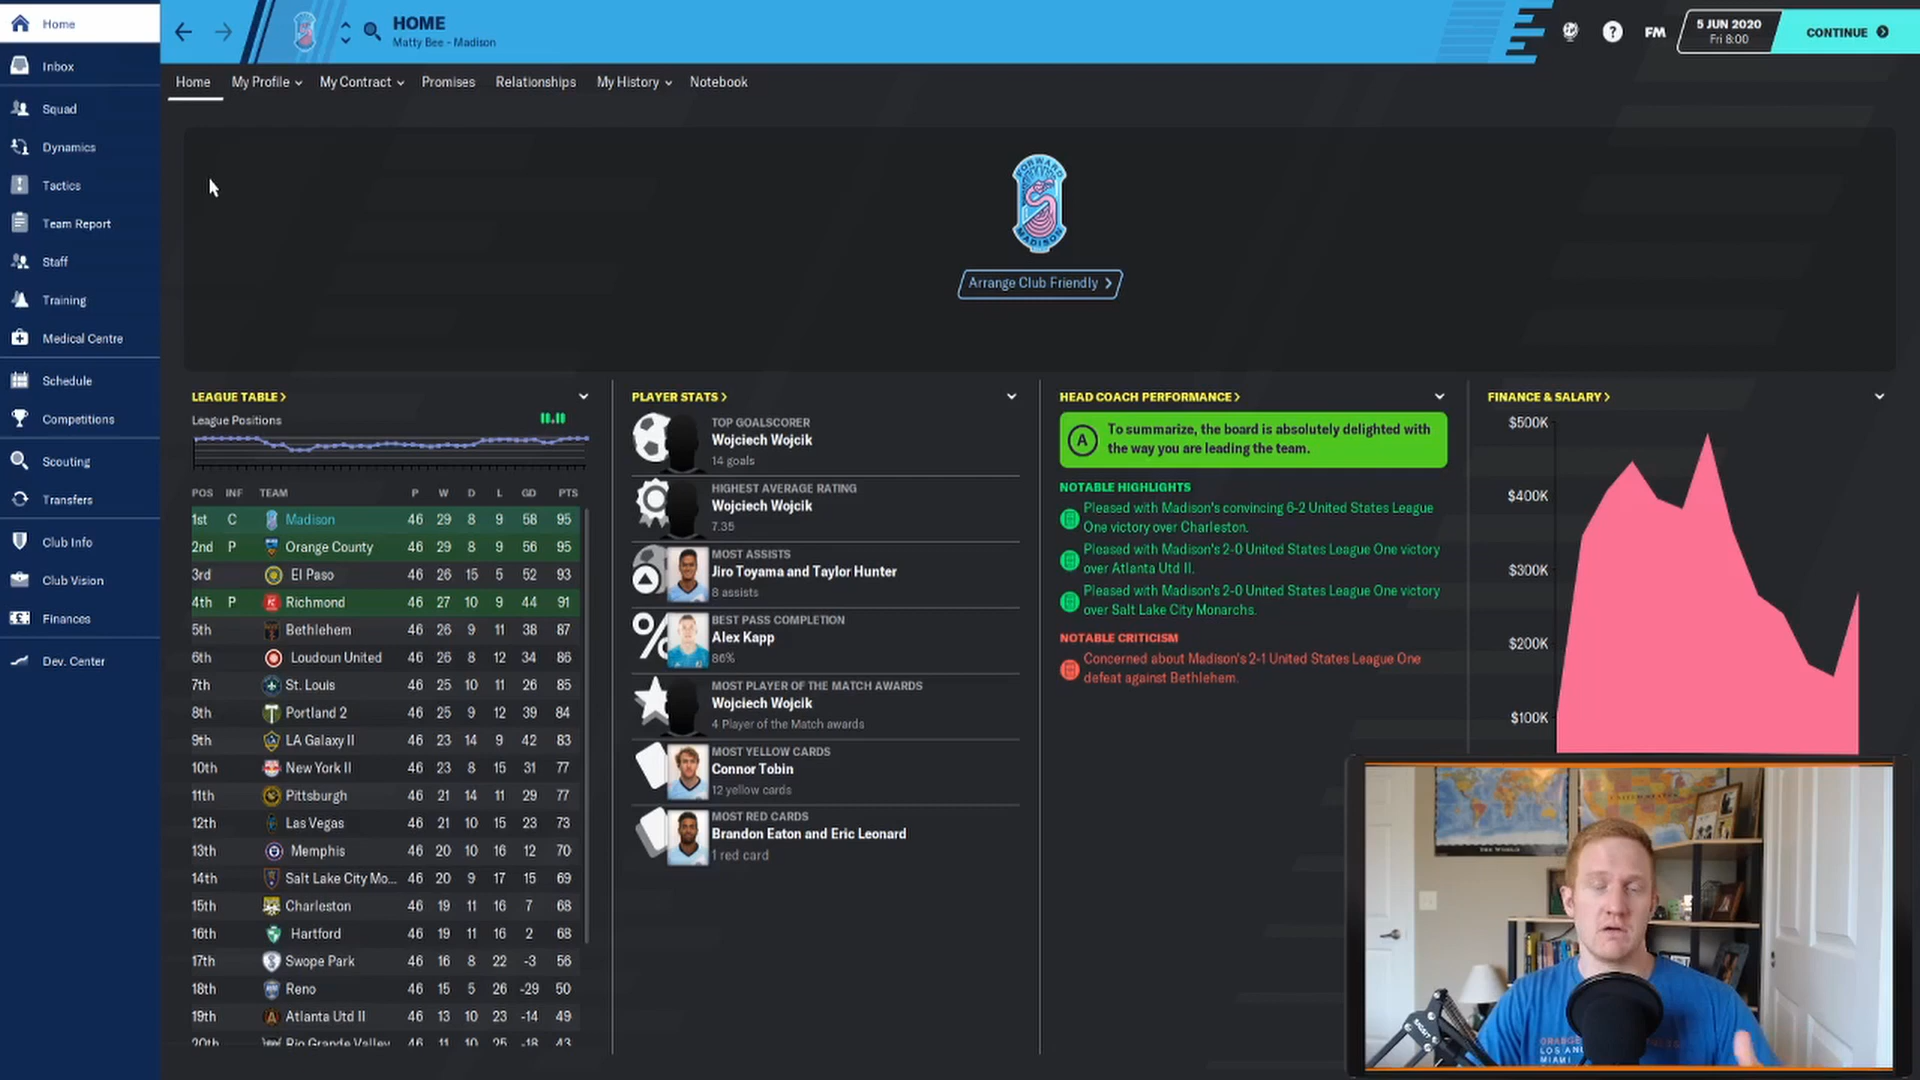 Home
HOME
Matty Bee - Madison
FM
5 JUN 2020
Fri 8:00
CONTINUE
Home
My Profile
My Contract
Promises
Relationships
My History
Notebook
Inbox
Squad
Dynamics
Tactics
Team Report
Staff
Training
Medical Centre
Schedule
Competitions
Scouting
Transfers
Club Info
Club Vision
Finances
Dev. Center
FORWARD
MADISON
Arrange Club Friendly >
LEAGUE TABLE >
League Positions
POS INF TEAM P W D L GD PTS
1st C Madison 46 29 8 9 58 95
2nd P Orange County 46 29 8 9 56 95
3rd El Paso 46 26 15 5 52 93
4th P Richmond 46 27 10 9 44 91
5th Bethlehem 46 26 9 11 38 87
6th Loudoun United 46 26 8 12 34 86
7th St. Louis 46 25 10 11 26 85
8th Portland 2 46 25 9 12 39 84
9th LA Galaxy II 46 23 14 9 42 83
10th New York II 46 23 8 15 31 77
11th Pittsburgh 46 21 14 11 29 77
12th Las Vegas 46 21 10 15 23 73
13th Memphis 46 20 10 16 12 70
14th Salt Lake City Mo... 46 20 9 17 15 69
15th Charleston 46 19 11 16 7 68
16th Hartford 46 19 11 16 2 68
17th Swope Park 46 16 8 22 -3 56
18th Reno 46 15 5 26 -29 50
19th Atlanta Utd II 46 13 10 23 -14 49
20th Rio Grande Valley 46 11 10 25 -18 43
PLAYER STATS >
TOP GOALSCORER
Wojciech Wojcik
14 goals
HIGHEST AVERAGE RATING
Wojciech Wojcik
7.35
MOST ASSISTS
Jiro Toyama and Taylor Hunter
8 assists
BEST PASS COMPLETION
Alex Kapp
86%
MOST PLAYER OF THE MATCH AWARDS
Wojciech Wojcik
4 Player of the Match awards
MOST YELLOW CARDS
Connor Tobin
12 yellow cards
MOST RED CARDS
Brandon Eaton and Eric Leonard
1 red card
HEAD COACH PERFORMANCE >
A
To summarize, the board is absolutely delighted with
the way you are leading the team.
NOTABLE HIGHLIGHTS
Pleased with Madison's convincing 6-2 United States League
One victory over Charleston.
Pleased with Madison's 2-0 United States League One victory
over Atlanta Utd II.
Pleased with Madison's 2-0 United States League One victory
over Salt Lake City Monarchs.
NOTABLE CRITICISM
Concerned about Madison's 2-1 United States League One
defeat against Bethlehem.
FINANCE & SALARY >
$500K
$400K
$300K
$200K
$100K
THE WORLD
ORANGE
LOS AN
MIAMI